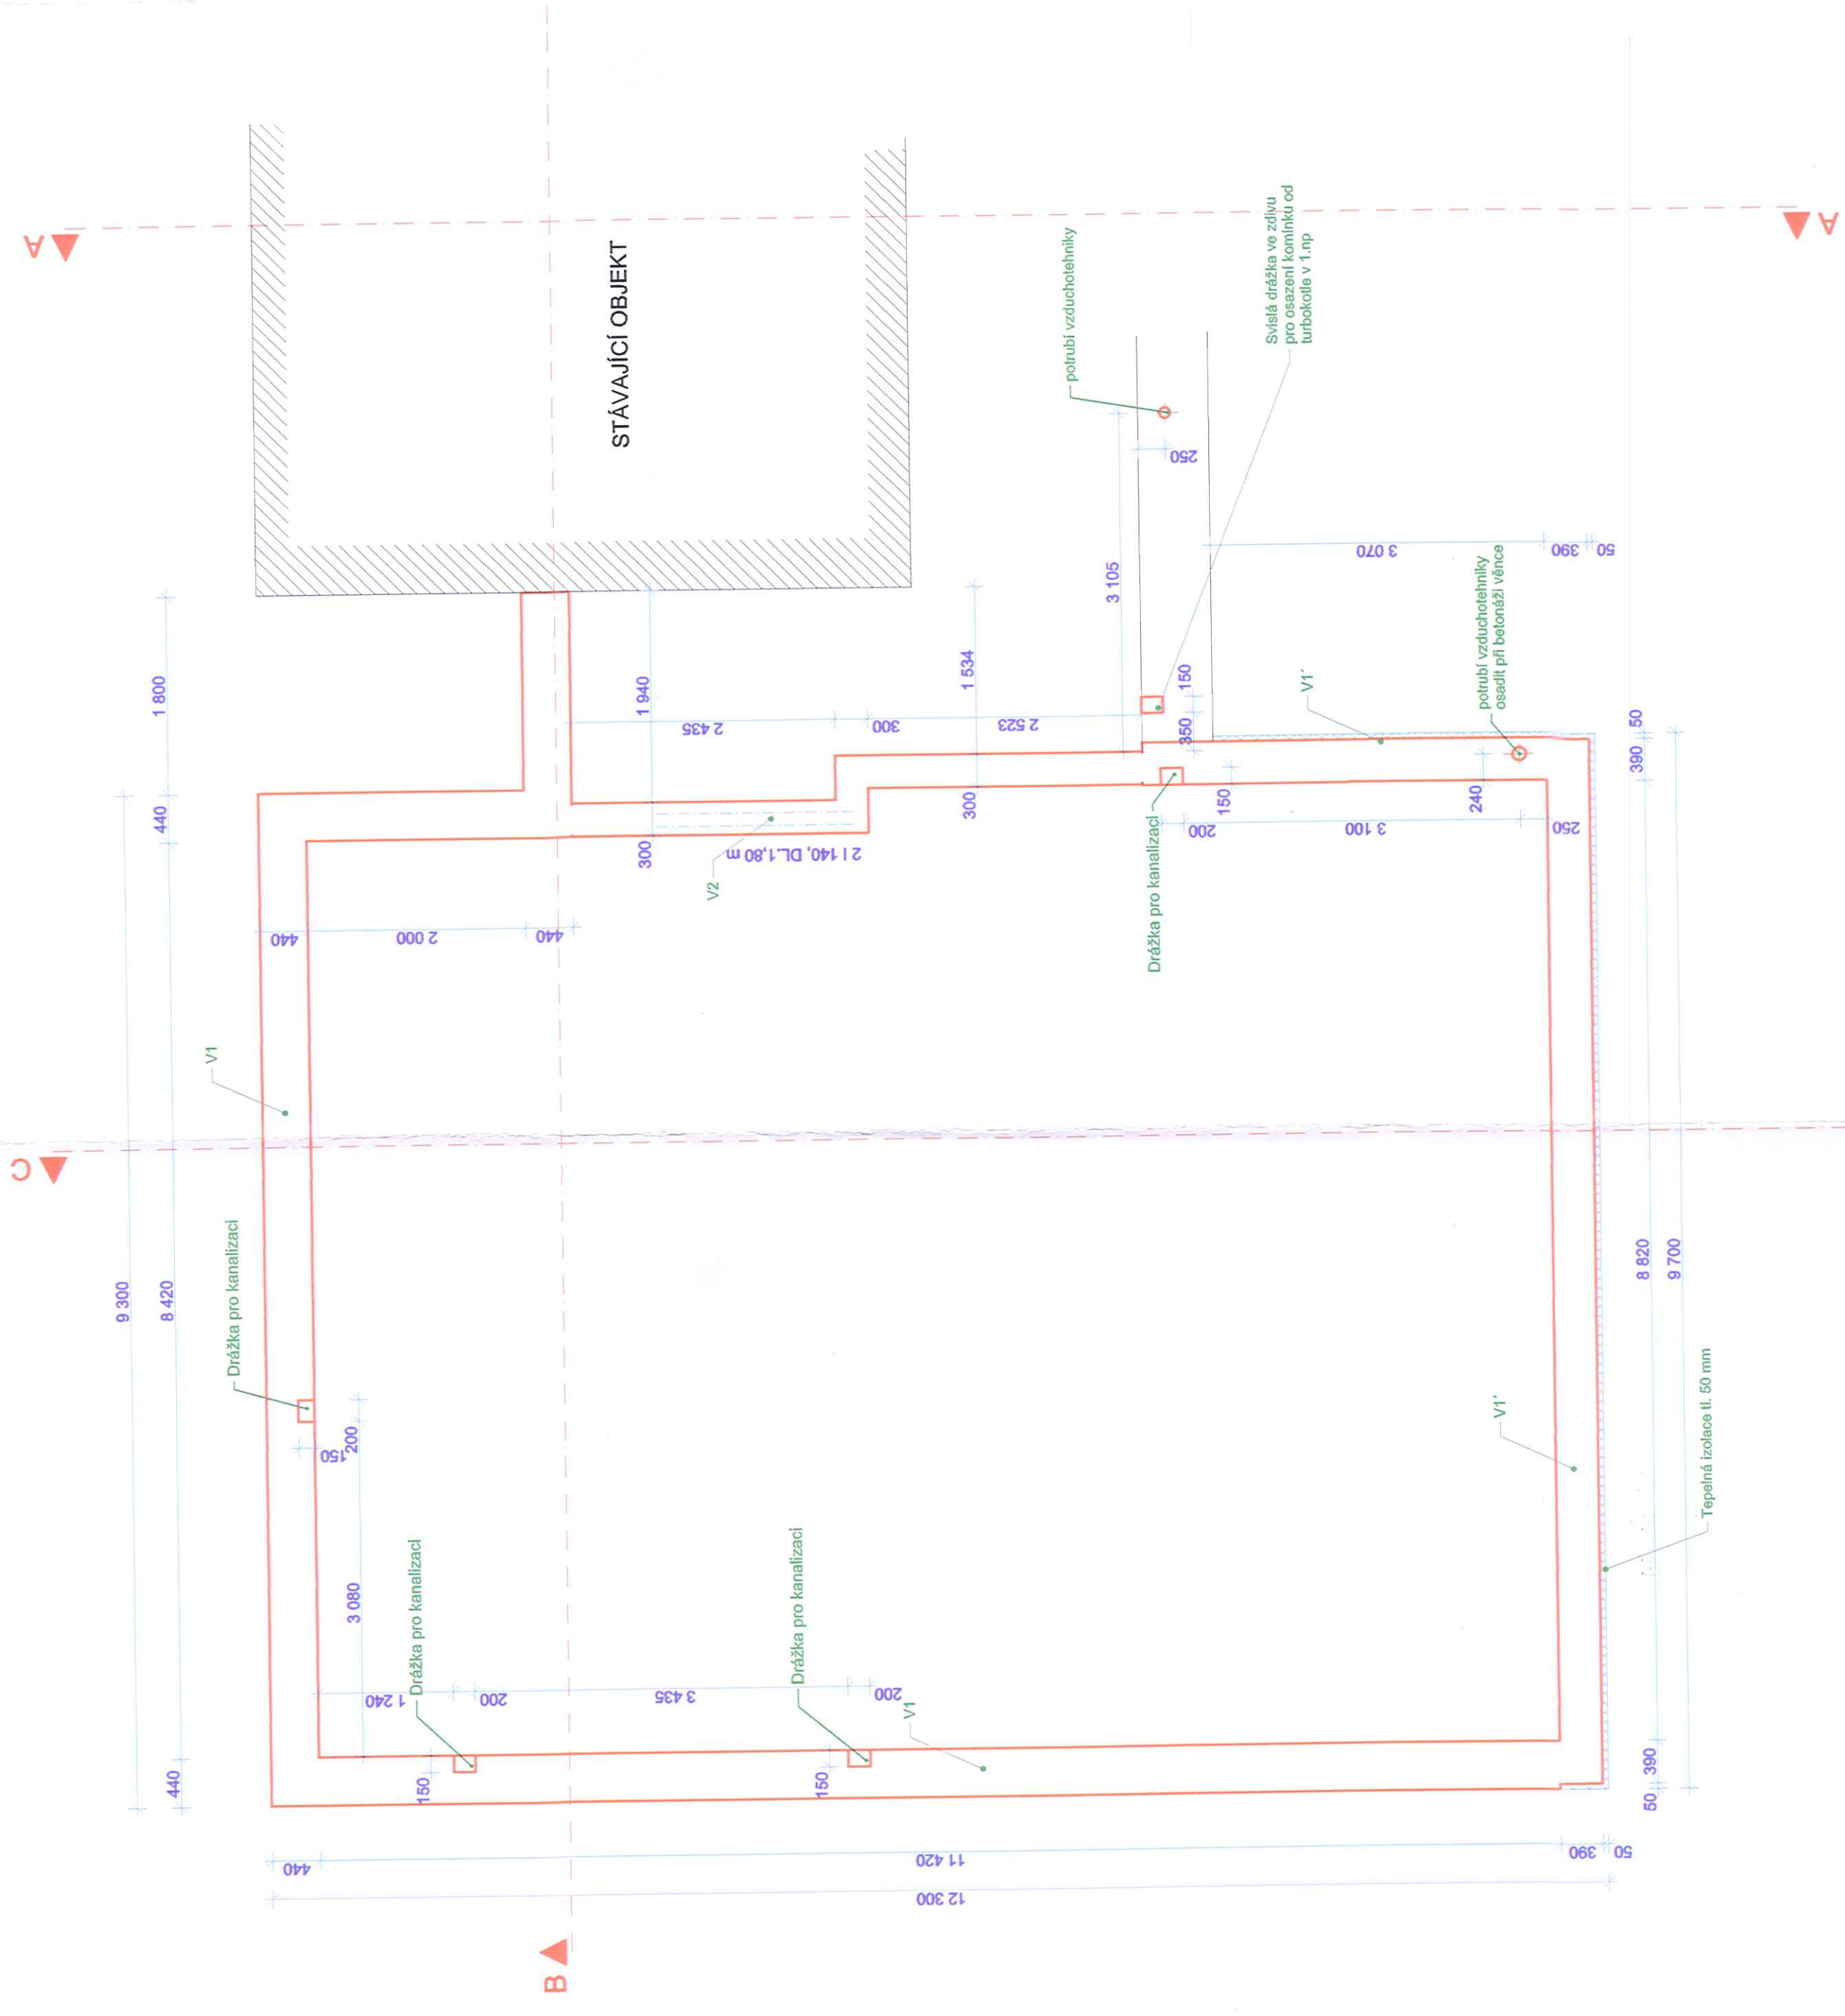 A
A
C
B
STÁVAJÍCÍ OBJEKT
potrubí vzduchotehniky
Svislá drážka ve zdivu
pro osazení komínku od
turbokotle v 1.np
250
3 105
3 070
390
50
potrubí vzduchotehniky
osadit při betonáži věnce
1 800
440
1 940
300
2 435
300
2 523
1 534
300
150
350
V1´
50
390
150
240
200
3 100
250
Drážka pro kanalizaci
2 I 140, DL.1,80 m
V2
440
2 000
440
V1
9 300
8 420
440
Drážka pro kanalizaci
150
200
3 080
Drážka pro kanalizaci
1 240
200
3 435
200
150
Drážka pro kanalizaci
150
V1
V1´
Tepelná izolace tl. 50 mm
8 820
9 700
390
50
440
11 420
390
50
12 300